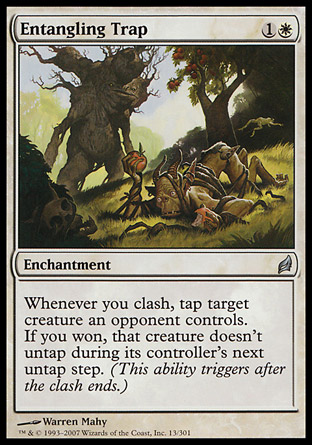 Entangling Trap 1
Enchantment
Whenever you clash, tap target
creature an opponent controls.
If you won, that creature doesn't
untap during its controller's next
untap step. (This ability triggers after
the clash ends.)
Warren Mahy
™ & © 1993–2007 Wizards of the Coast, Inc. 13/301